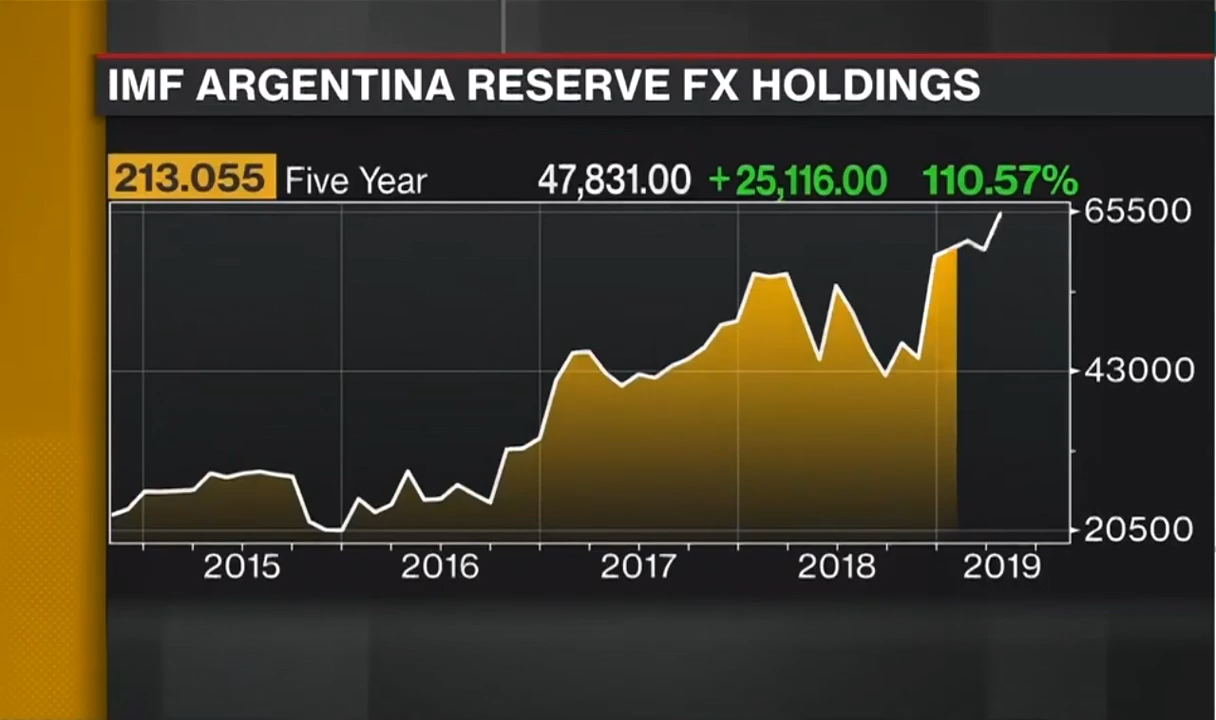 IMF ARGENTINA RESERVE FX HOLDINGS
213.055 Five Year 47,831.00 +25,116.00 110.57%
65500
43000
20500
2015 2016 2017 2018 2019